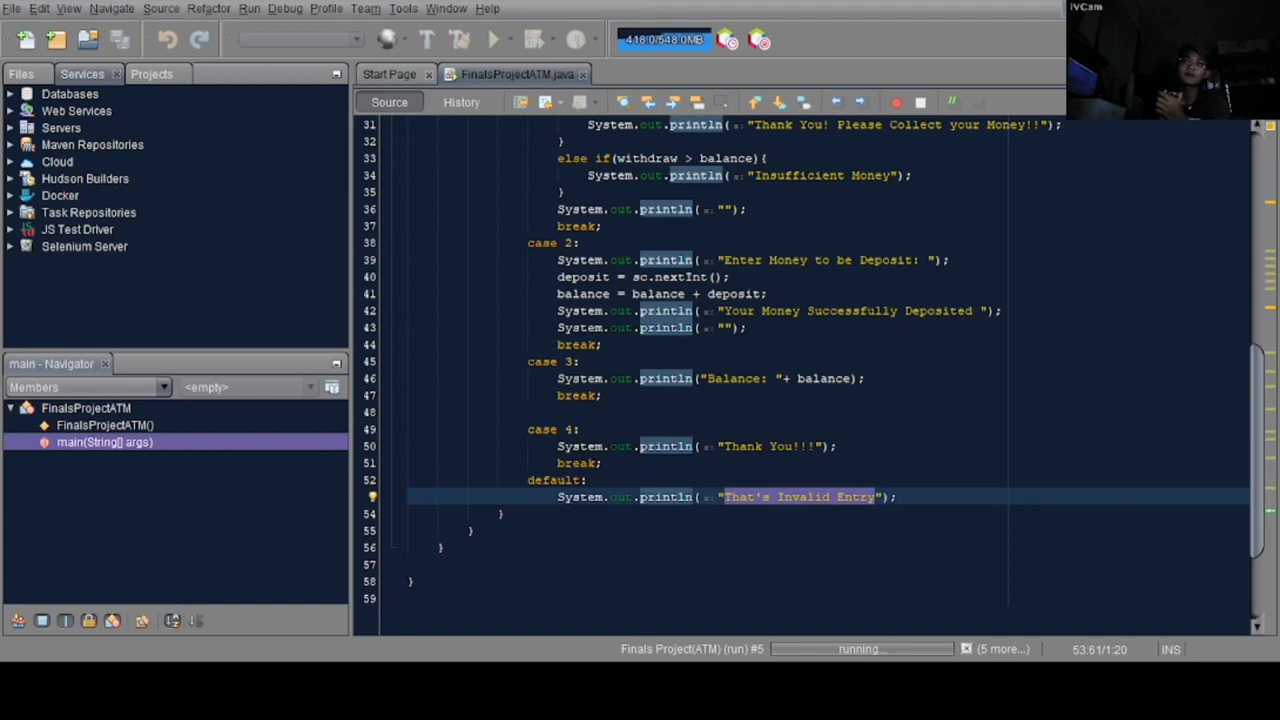 File Edit View Navigate Source Refactor Run Debug Profile Team Tools Window Help
iVCam
418.0/548.0MB
Files Services Projects
Start Page FinalsProjectATM.java
Source History
Databases
Web Services
Servers
Maven Repositories
Cloud
Hudson Builders
Docker
Task Repositories
JS Test Driver
Selenium Server
main - Navigator
Members <empty>
FinalsProjectATM
FinalsProjectATM()
main(String[] args)
31 System.out.println("Thank You! Please Collect your Money!!");
32 }
33 else if(withdraw > balance){
34 System.out.println("Insufficient Money");
35 }
36 System.out.println("");
37 break;
38 case 2:
39 System.out.println("Enter Money to be Deposit: ");
40 deposit = sc.nextInt();
41 balance = balance + deposit;
42 System.out.println("Your Money Successfully Deposited ");
43 System.out.println("");
44 break;
45 case 3:
46 System.out.println("Balance: "+ balance);
47 break;
48
49 case 4:
50 System.out.println("Thank You!!!");
51 break;
52 default:
System.out.println("That's Invalid Entry");
54 }
55 }
56 }
57
58 }
59
Finals Project(ATM) (run) #5 running... (5 more...) 53:61/1:20 INS